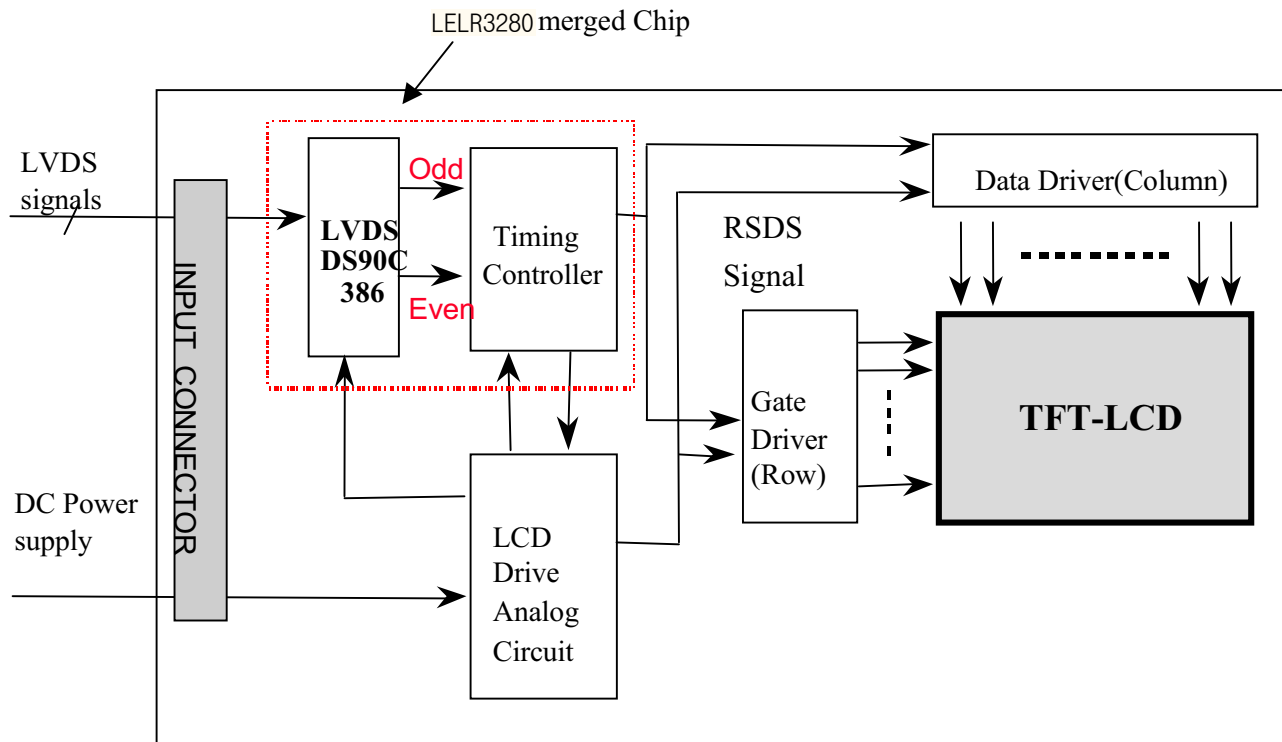 LELR3280 merged Chip
LVDS
signals
INPUT CONNECTOR
LVDS
DS90C
386
Odd
Even
Timing
Controller
Data Driver(Column)
RSDS
Signal
Gate
Driver
(Row)
TFT-LCD
DC Power
supply
LCD
Drive
Analog
Circuit